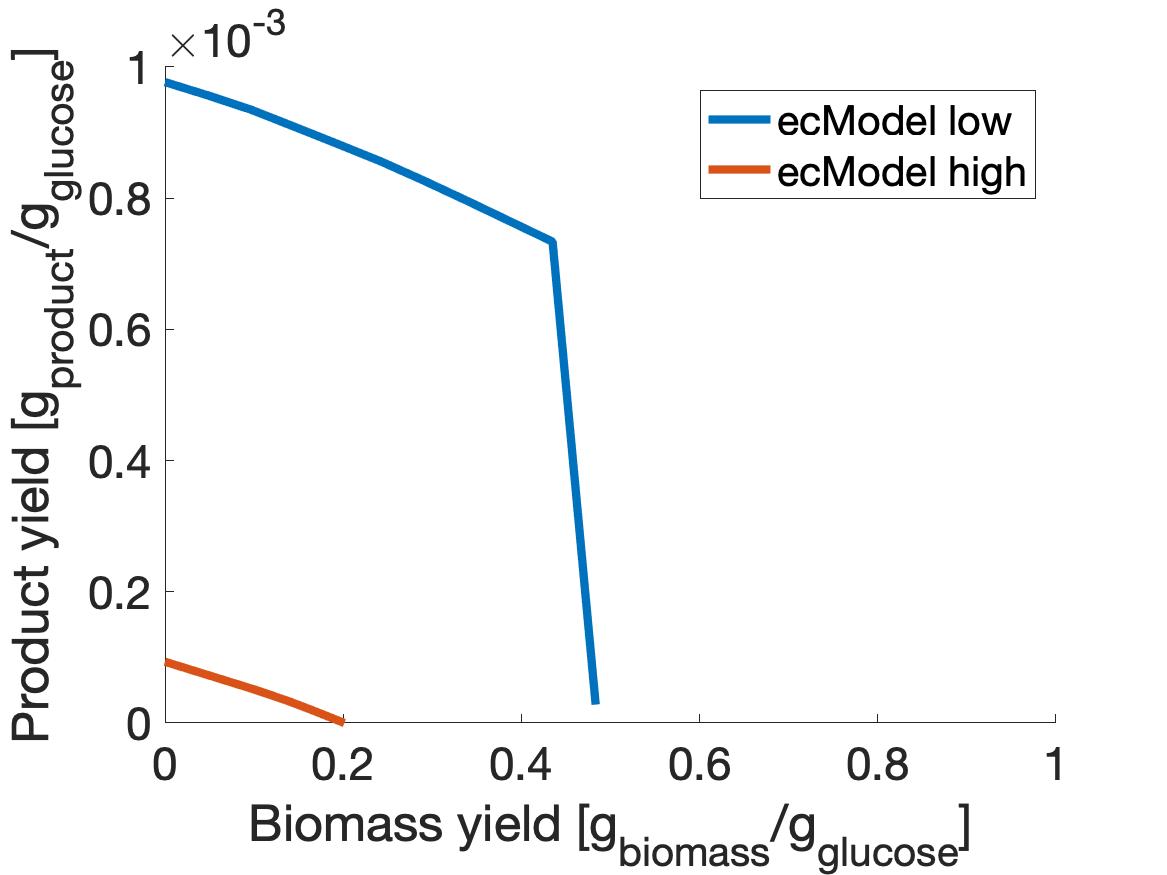 ×10⁻³
Product yield [g_product/g_glucose]
1
0.8
0.6
0.4
0.2
0
0 0.2 0.4 0.6 0.8 1
Biomass yield [g_biomass/g_glucose]
ecModel low
ecModel high